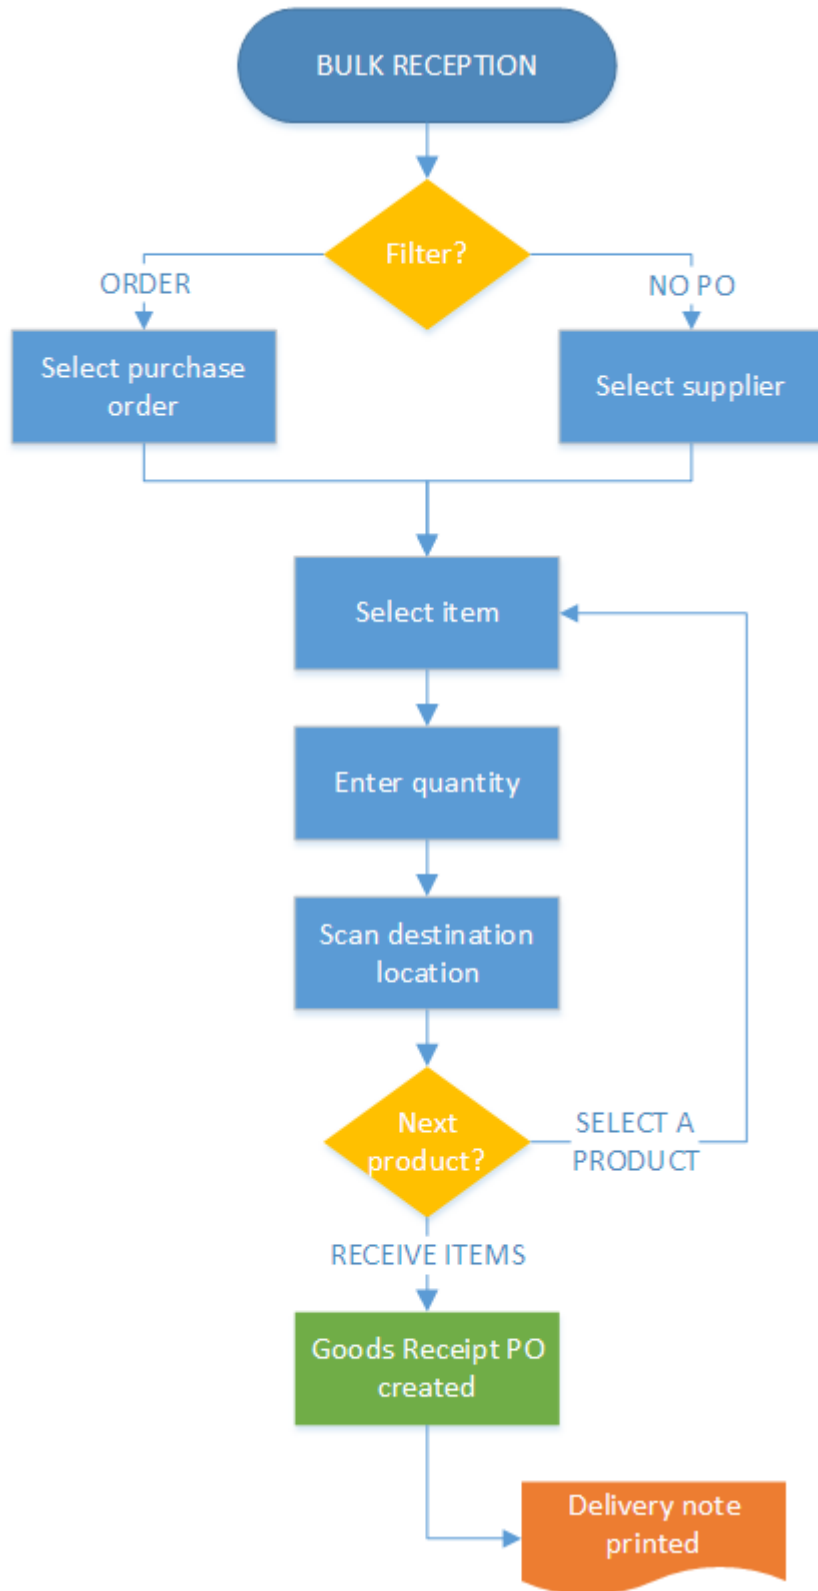 BULK RECEPTION
Filter?
ORDER
NO PO
Select purchase
order
Select supplier
Select item
Enter quantity
Scan destination
location
Next
product?
SELECT A
PRODUCT
RECEIVE ITEMS
Goods Receipt PO
created
Delivery note
printed